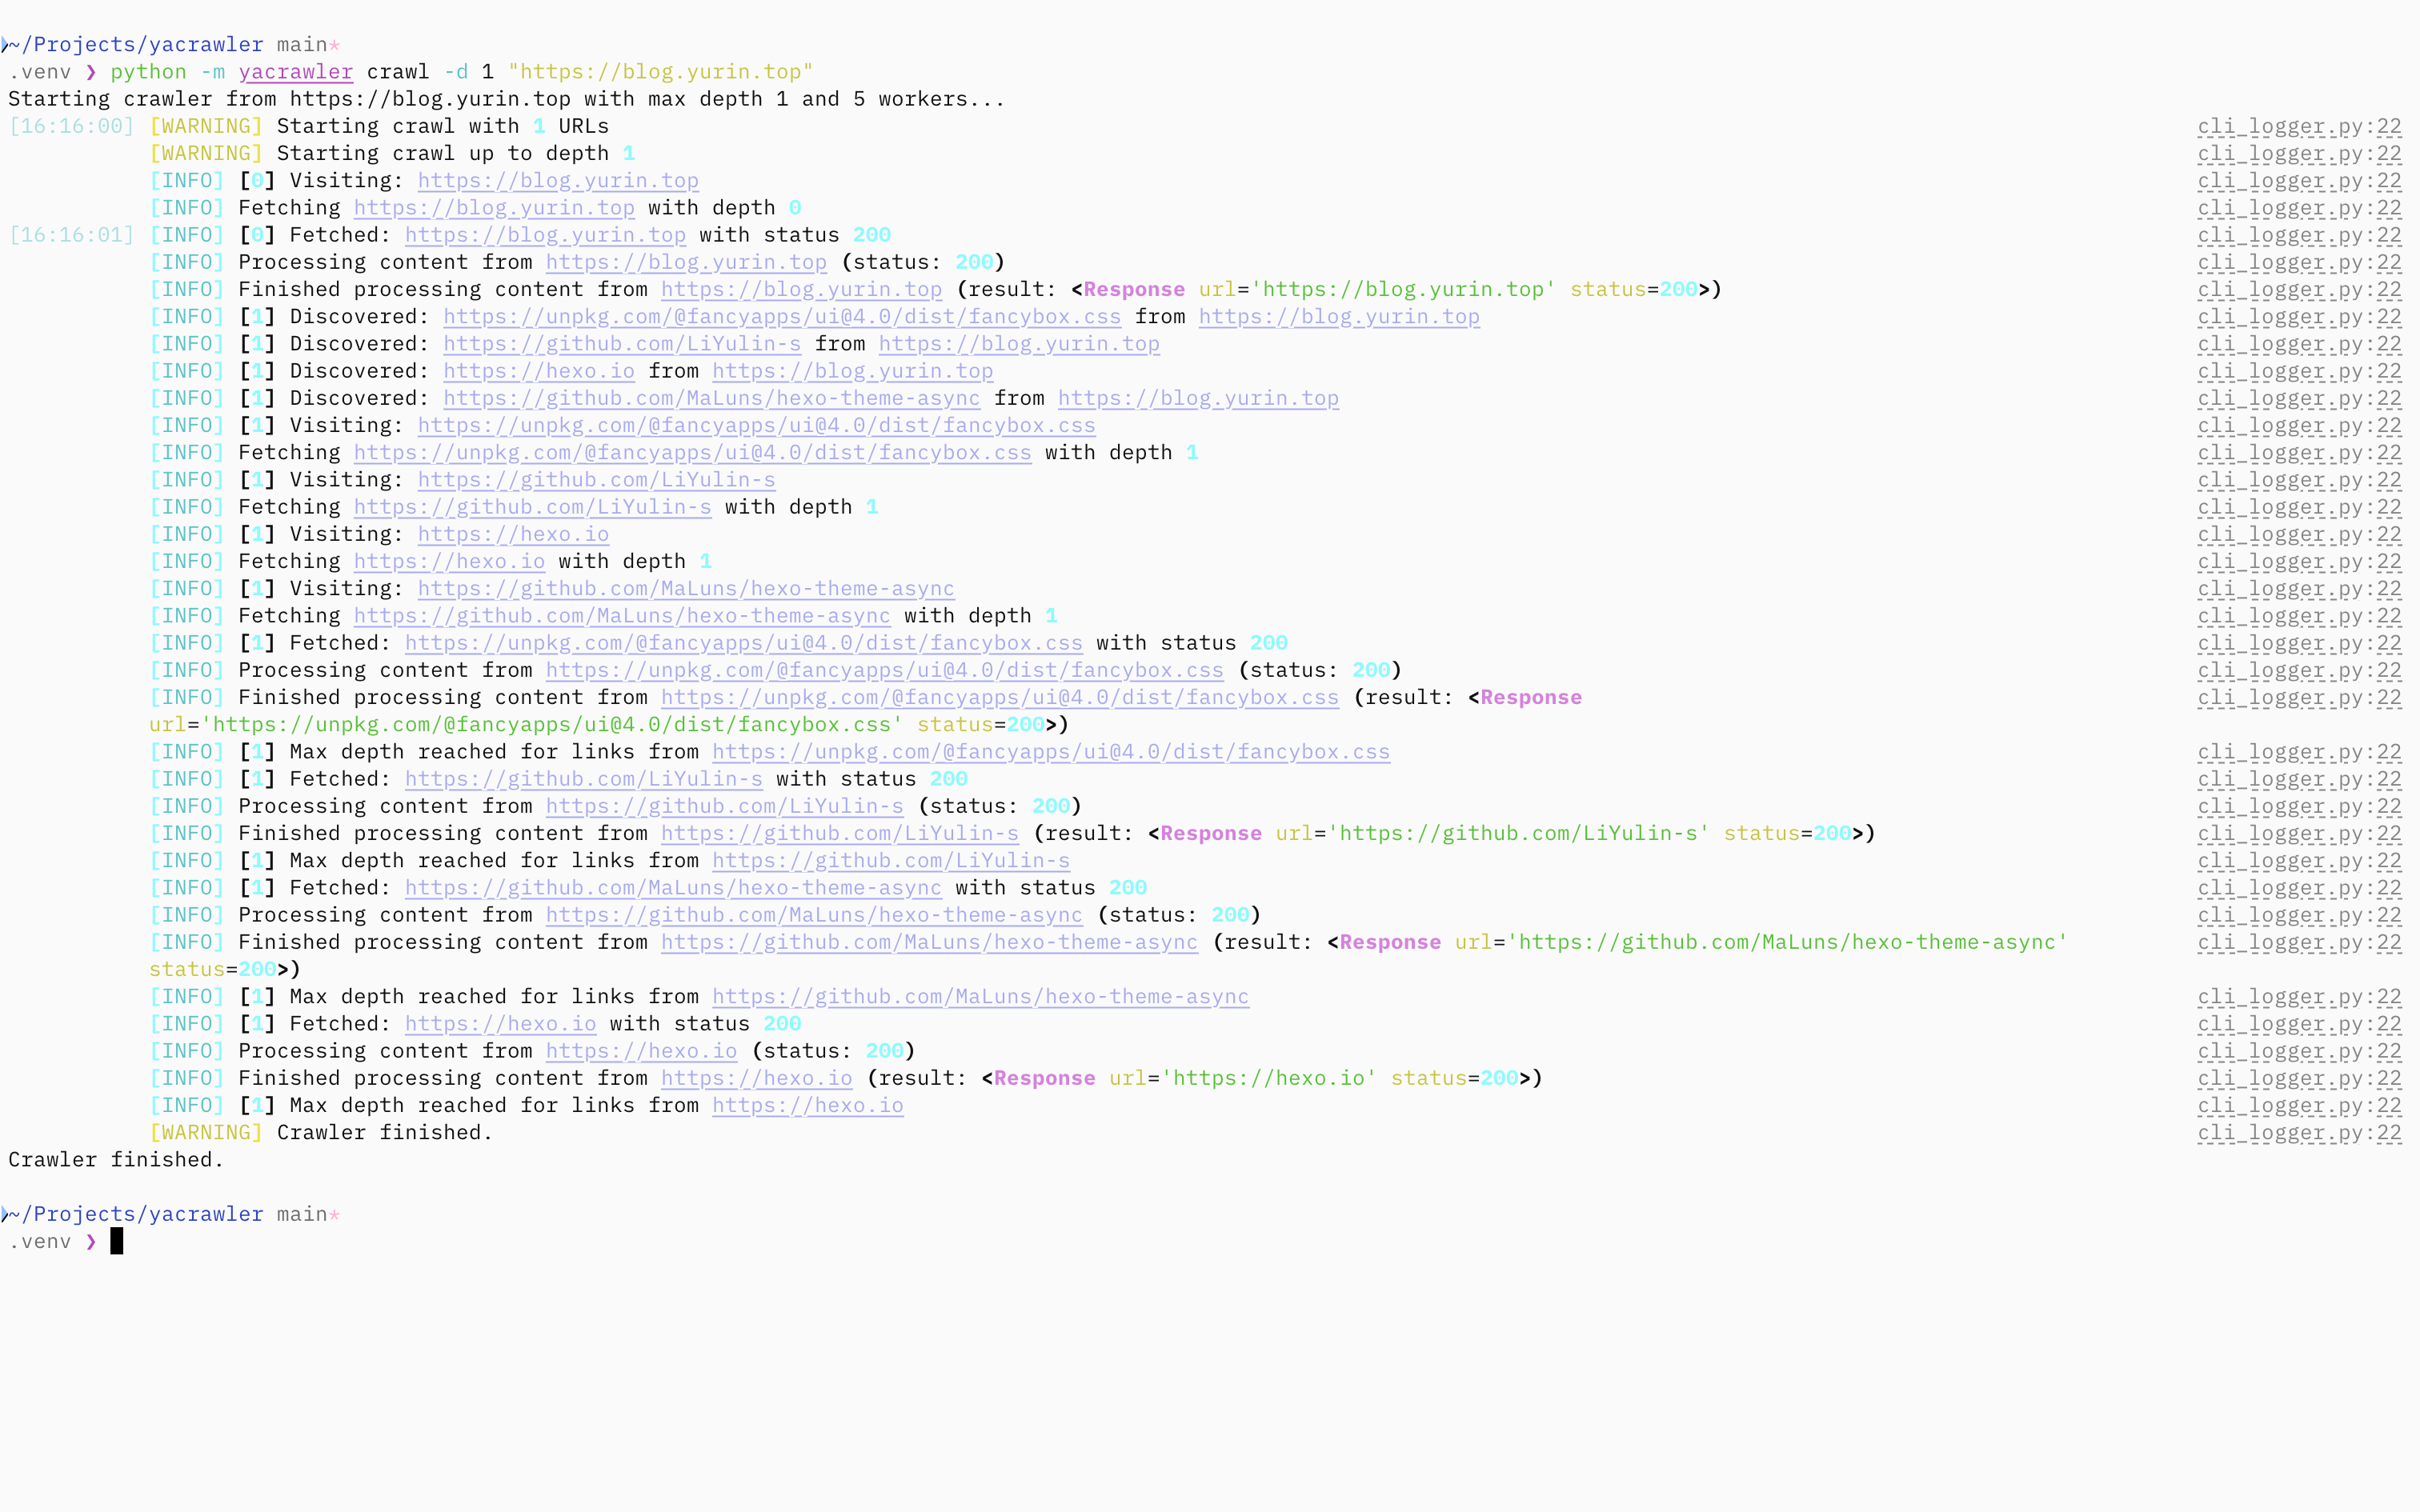 ~/Projects/yacrawler main*
.venv ❯ python -m yacrawler crawl -d 1 "https://blog.yurin.top"
Starting crawler from https://blog.yurin.top with max depth 1 and 5 workers...
[16:16:00] [WARNING] Starting crawl with 1 URLs cli_logger.py:22
[WARNING] Starting crawl up to depth 1 cli_logger.py:22
[INFO] [0] Visiting: https://blog.yurin.top cli_logger.py:22
[INFO] Fetching https://blog.yurin.top with depth 0 cli_logger.py:22
[16:16:01] [INFO] [0] Fetched: https://blog.yurin.top with status 200 cli_logger.py:22
[INFO] Processing content from https://blog.yurin.top (status: 200) cli_logger.py:22
[INFO] Finished processing content from https://blog.yurin.top (result: <Response url='https://blog.yurin.top' status=200>) cli_logger.py:22
[INFO] [1] Discovered: https://unpkg.com/@fancyapps/ui@4.0/dist/fancybox.css from https://blog.yurin.top cli_logger.py:22
[INFO] [1] Discovered: https://github.com/LiYulin-s from https://blog.yurin.top cli_logger.py:22
[INFO] [1] Discovered: https://hexo.io from https://blog.yurin.top cli_logger.py:22
[INFO] [1] Discovered: https://github.com/MaLuns/hexo-theme-async from https://blog.yurin.top cli_logger.py:22
[INFO] [1] Visiting: https://unpkg.com/@fancyapps/ui@4.0/dist/fancybox.css cli_logger.py:22
[INFO] Fetching https://unpkg.com/@fancyapps/ui@4.0/dist/fancybox.css with depth 1 cli_logger.py:22
[INFO] [1] Visiting: https://github.com/LiYulin-s cli_logger.py:22
[INFO] Fetching https://github.com/LiYulin-s with depth 1 cli_logger.py:22
[INFO] [1] Visiting: https://hexo.io cli_logger.py:22
[INFO] Fetching https://hexo.io with depth 1 cli_logger.py:22
[INFO] [1] Visiting: https://github.com/MaLuns/hexo-theme-async cli_logger.py:22
[INFO] Fetching https://github.com/MaLuns/hexo-theme-async with depth 1 cli_logger.py:22
[INFO] [1] Fetched: https://unpkg.com/@fancyapps/ui@4.0/dist/fancybox.css with status 200 cli_logger.py:22
[INFO] Processing content from https://unpkg.com/@fancyapps/ui@4.0/dist/fancybox.css (status: 200) cli_logger.py:22
[INFO] Finished processing content from https://unpkg.com/@fancyapps/ui@4.0/dist/fancybox.css (result: <Response cli_logger.py:22
url='https://unpkg.com/@fancyapps/ui@4.0/dist/fancybox.css' status=200>)
[INFO] [1] Max depth reached for links from https://unpkg.com/@fancyapps/ui@4.0/dist/fancybox.css cli_logger.py:22
[INFO] [1] Fetched: https://github.com/LiYulin-s with status 200 cli_logger.py:22
[INFO] Processing content from https://github.com/LiYulin-s (status: 200) cli_logger.py:22
[INFO] Finished processing content from https://github.com/LiYulin-s (result: <Response url='https://github.com/LiYulin-s' status=200>) cli_logger.py:22
[INFO] [1] Max depth reached for links from https://github.com/LiYulin-s cli_logger.py:22
[INFO] [1] Fetched: https://github.com/MaLuns/hexo-theme-async with status 200 cli_logger.py:22
[INFO] Processing content from https://github.com/MaLuns/hexo-theme-async (status: 200) cli_logger.py:22
[INFO] Finished processing content from https://github.com/MaLuns/hexo-theme-async (result: <Response url='https://github.com/MaLuns/hexo-theme-async' cli_logger.py:22
status=200>)
[INFO] [1] Max depth reached for links from https://github.com/MaLuns/hexo-theme-async cli_logger.py:22
[INFO] [1] Fetched: https://hexo.io with status 200 cli_logger.py:22
[INFO] Processing content from https://hexo.io (status: 200) cli_logger.py:22
[INFO] Finished processing content from https://hexo.io (result: <Response url='https://hexo.io' status=200>) cli_logger.py:22
[INFO] [1] Max depth reached for links from https://hexo.io cli_logger.py:22
[WARNING] Crawler finished. cli_logger.py:22
Crawler finished.
~/Projects/yacrawler main*
.venv ❯